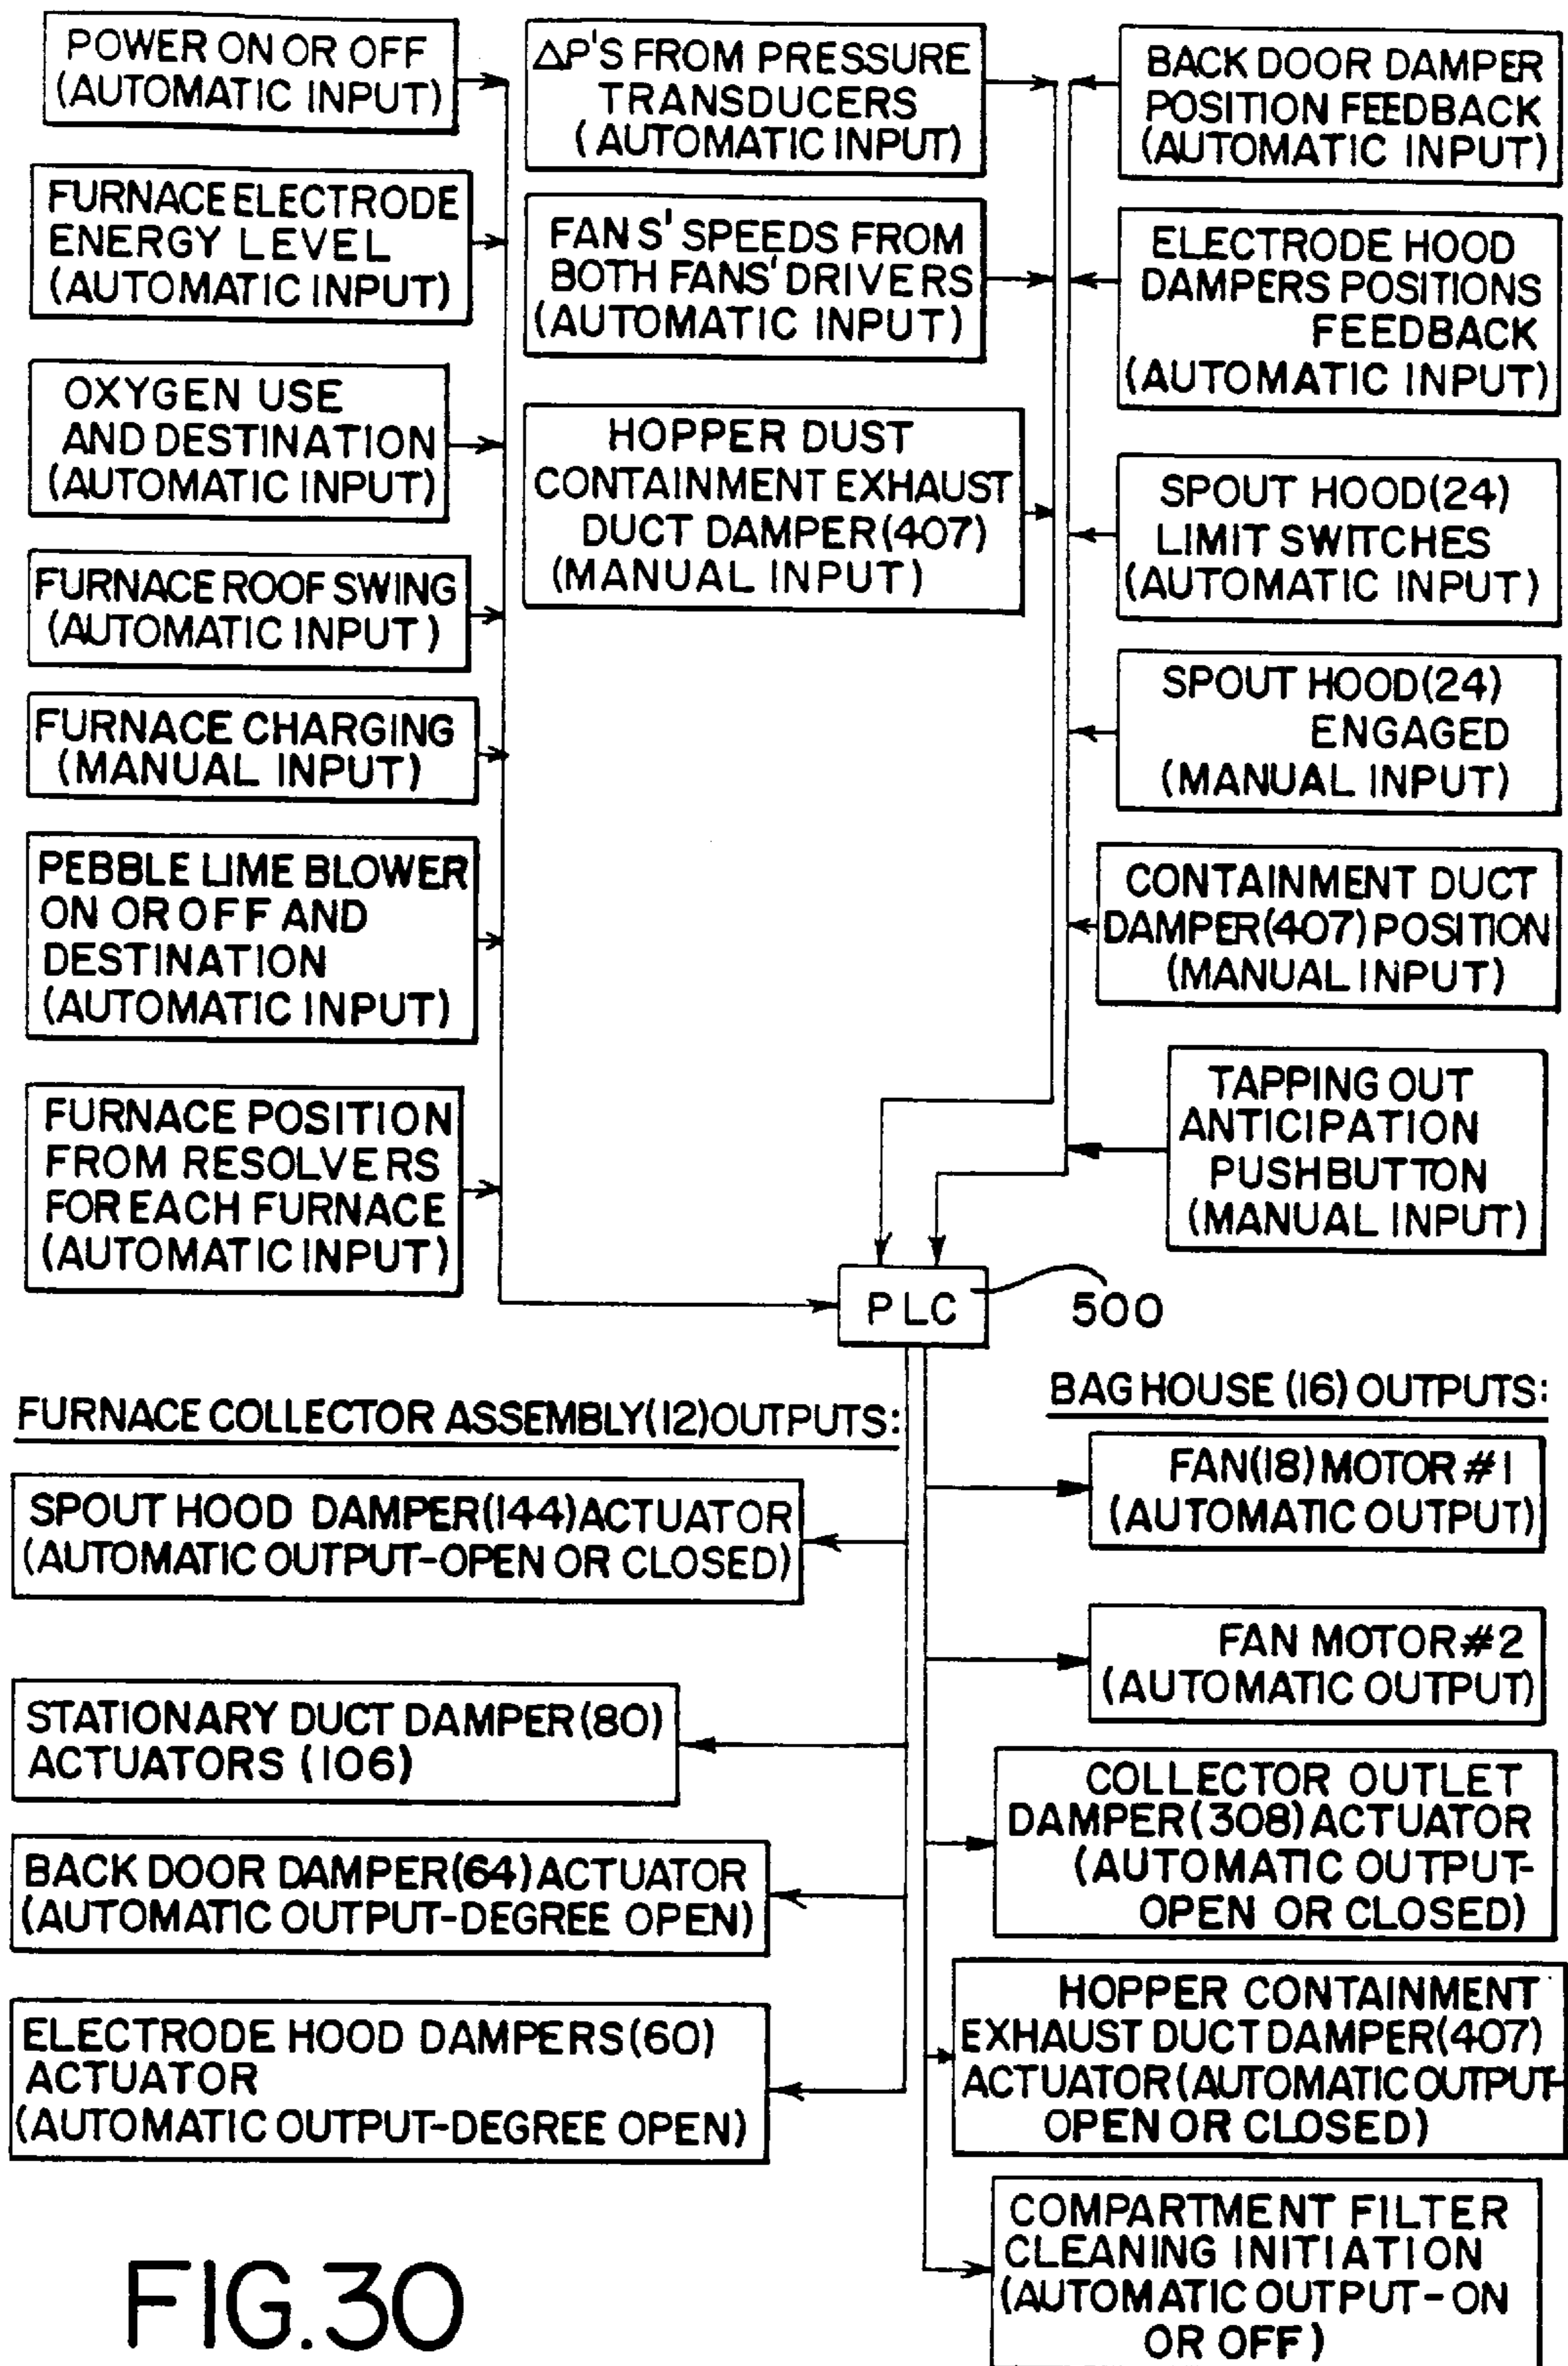 POWER ON OR OFF
(AUTOMATIC INPUT)
FURNACE ELECTRODE
ENERGY LEVEL
(AUTOMATIC INPUT)
OXYGEN USE
AND DESTINATION
(AUTOMATIC INPUT)
FURNACE ROOF SWING
(AUTOMATIC INPUT)
FURNACE CHARGING
(MANUAL INPUT)
PEBBLE LIME BLOWER
ON OR OFF AND
DESTINATION
(AUTOMATIC INPUT)
FURNACE POSITION
FROM RESOLVERS
FOR EACH FURNACE
(AUTOMATIC INPUT)
ΔP'S FROM PRESSURE
TRANSDUCERS
(AUTOMATIC INPUT)
FANS' SPEEDS FROM
BOTH FANS' DRIVERS
(AUTOMATIC INPUT)
HOPPER DUST
CONTAINMENT EXHAUST
DUCT DAMPER (407)
(MANUAL INPUT)
BACK DOOR DAMPER
POSITION FEEDBACK
(AUTOMATIC INPUT)
ELECTRODE HOOD
DAMPERS POSITIONS
FEEDBACK
(AUTOMATIC INPUT)
SPOUT HOOD (24)
LIMIT SWITCHES
(AUTOMATIC INPUT)
SPOUT HOOD (24)
ENGAGED
(MANUAL INPUT)
CONTAINMENT DUCT
DAMPER (407) POSITION
(MANUAL INPUT)
TAPPING OUT
ANTICIPATION
PUSHBUTTON
(MANUAL INPUT)
PLC
500
FURNACE COLLECTOR ASSEMBLY (12) OUTPUTS:
SPOUT HOOD DAMPER (144) ACTUATOR
(AUTOMATIC OUTPUT-OPEN OR CLOSED)
STATIONARY DUCT DAMPER (80)
ACTUATORS (106)
BACK DOOR DAMPER (64) ACTUATOR
(AUTOMATIC OUTPUT-DEGREE OPEN)
ELECTRODE HOOD DAMPERS (60)
ACTUATOR
(AUTOMATIC OUTPUT-DEGREE OPEN)
BAG HOUSE (16) OUTPUTS:
FAN (18) MOTOR #1
(AUTOMATIC OUTPUT)
FAN MOTOR #2
(AUTOMATIC OUTPUT)
COLLECTOR OUTLET
DAMPER (308) ACTUATOR
(AUTOMATIC OUTPUT-
OPEN OR CLOSED)
HOPPER CONTAINMENT
EXHAUST DUCT DAMPER (407)
ACTUATOR (AUTOMATIC OUTPUT-
OPEN OR CLOSED)
COMPARTMENT FILTER
CLEANING INITIATION
(AUTOMATIC OUTPUT-ON
OR OFF)
FIG.30